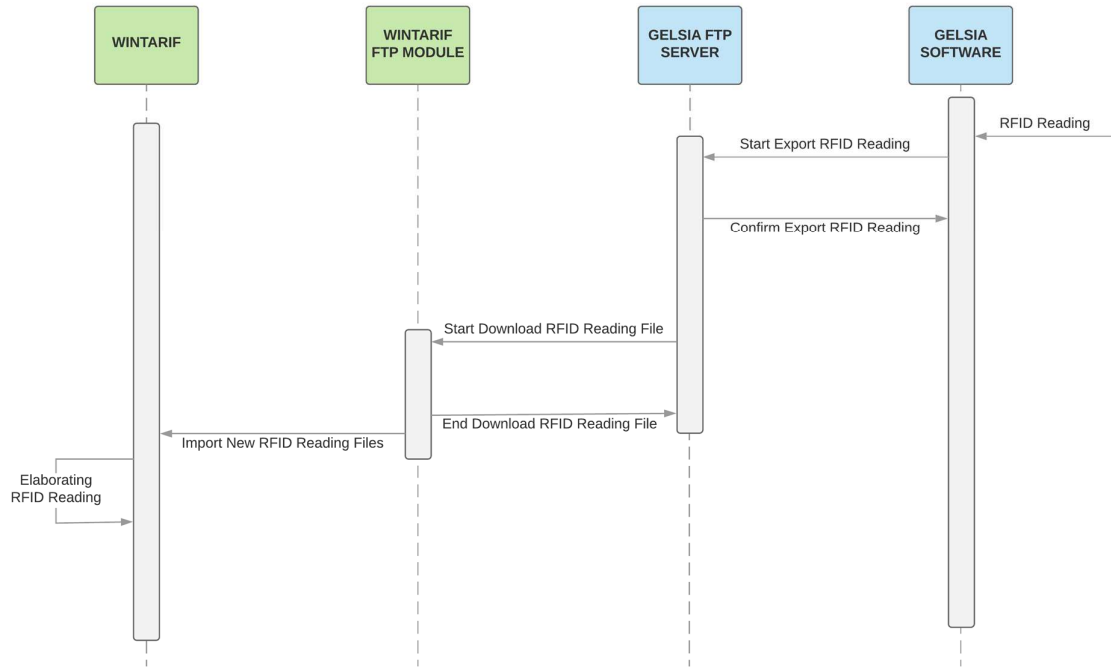 WINTARIF
WINTARIF
FTP MODULE
GELSIA FTP
SERVER
GELSIA
SOFTWARE
RFID Reading
Start Export RFID Reading
Confirm Export RFID Reading
Start Download RFID Reading File
End Download RFID Reading File
Import New RFID Reading Files
Elaborating
RFID Reading